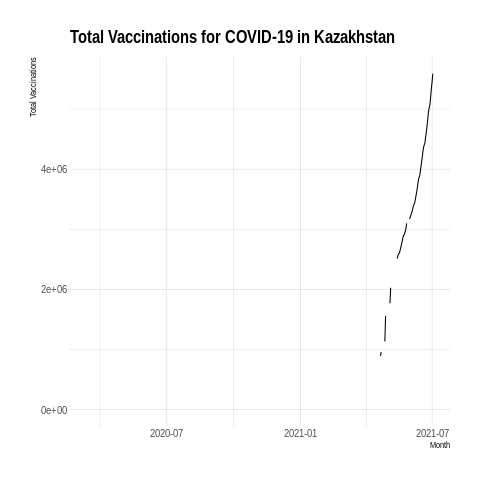 Total Vaccinations for COVID-19 in Kazakhstan
Total Vaccinations
4e+06
2e+06
0e+00
2020-07 2021-01 2021-07
Month